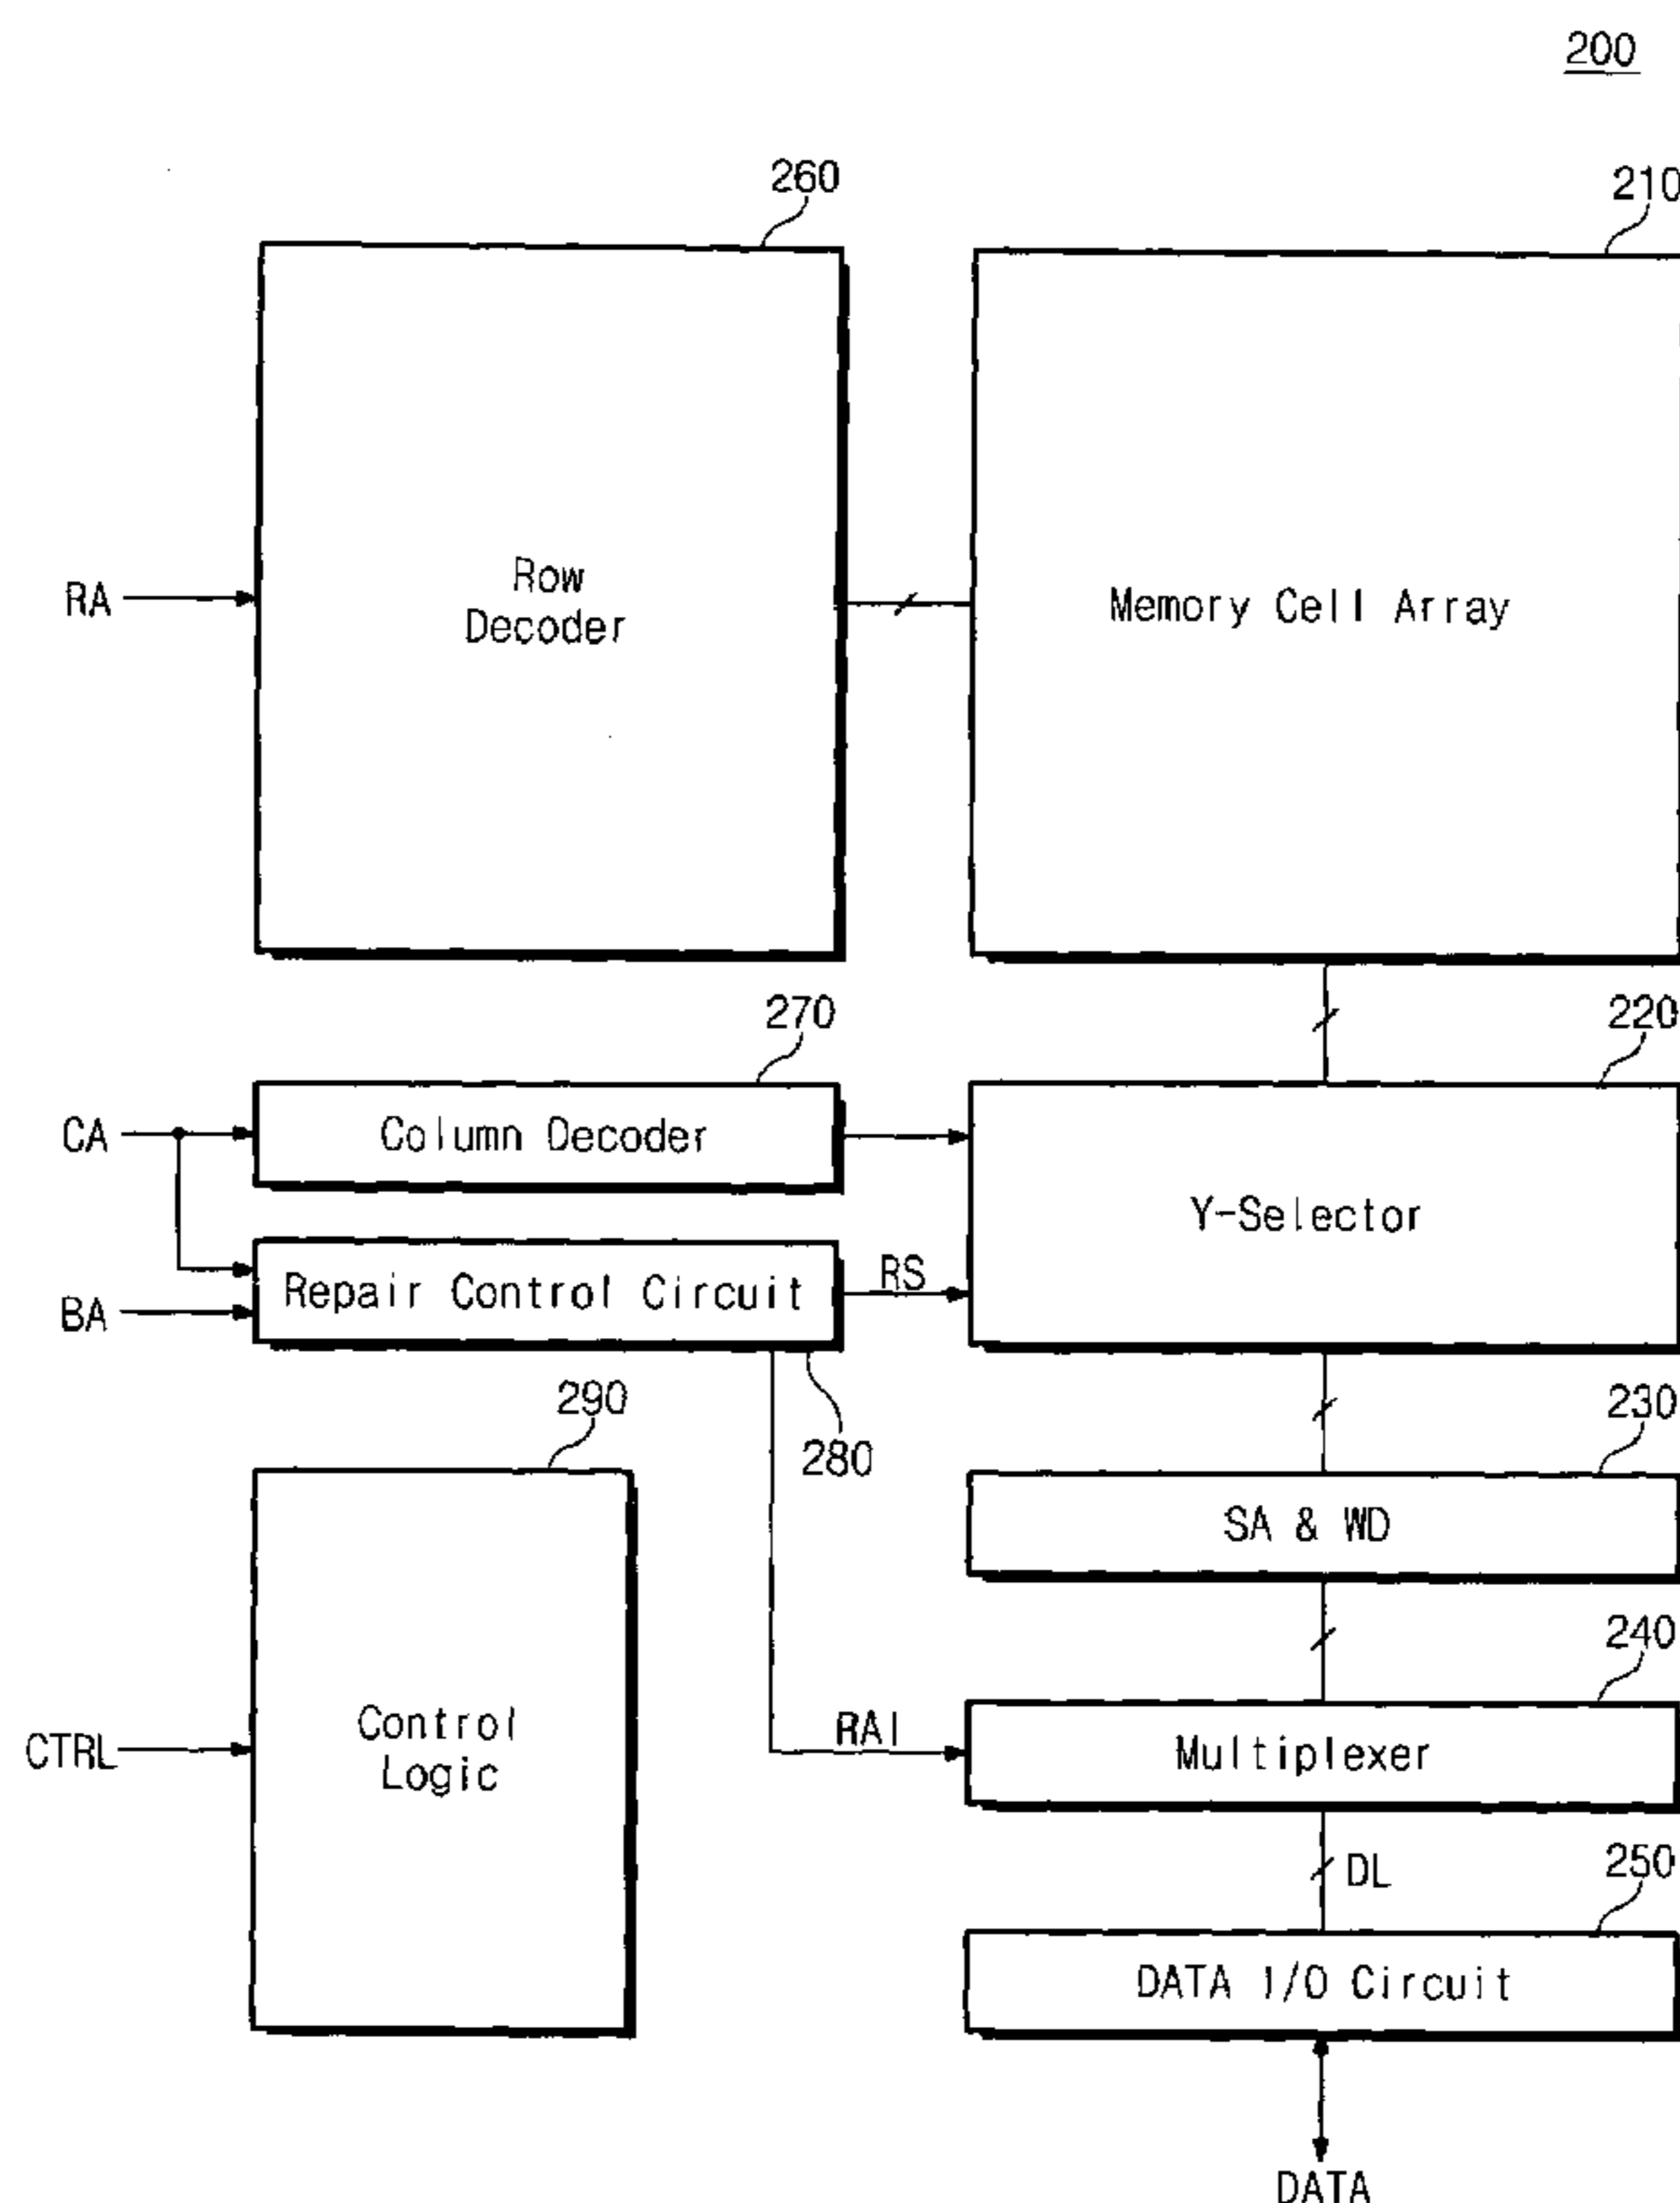 200
260
210
RA
Row
Decoder
Memory Cell Array
270
220
CA
Column Decoder
Y-Selector
BA
Repair Control Circuit
RS
290
280
230
SA & WD
240
CTRL
Control
Logic
RAI
Multiplexer
250
DL
DATA I/O Circuit
DATA